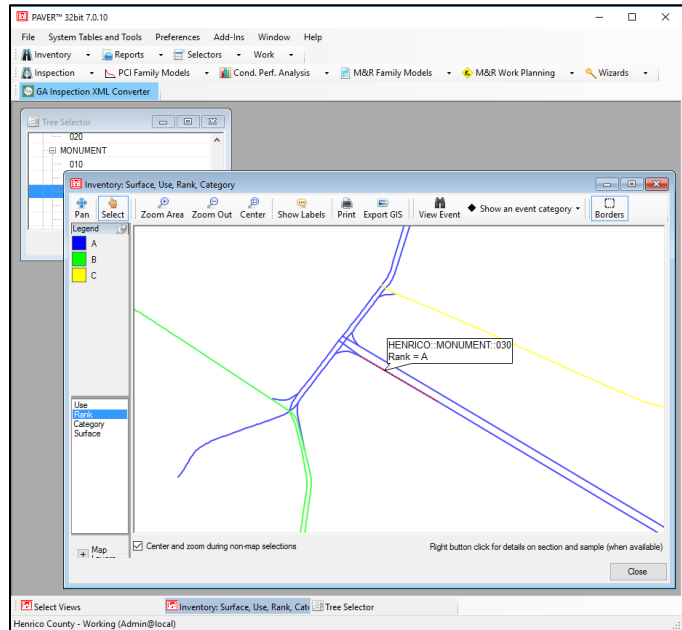 PAVER™ 32bit 7.0.10
File System Tables and Tools Preferences Add-Ins Window Help
Inventory Reports Selectors Work
Inspection PCI Family Models Cond. Perf. Analysis M&R Family Models M&R Work Planning Wizards
GA Inspection XML Converter
Tree Selector
020
MONUMENT
010
Inventory: Surface, Use, Rank, Category
Pan Select Zoom Area Zoom Out Center Show Labels Print Export GIS View Event Show an event category Borders
Legend
A
B
C
HENRICO::MONUMENT::030
Rank = A
Use
Rank
Category
Surface
Map
Center and zoom during non-map selections
Right button click for details on section and sample (when available)
Close
Select Views Inventory: Surface, Use, Rank, Cat Tree Selector
Henrico County - Working (Admin@local)